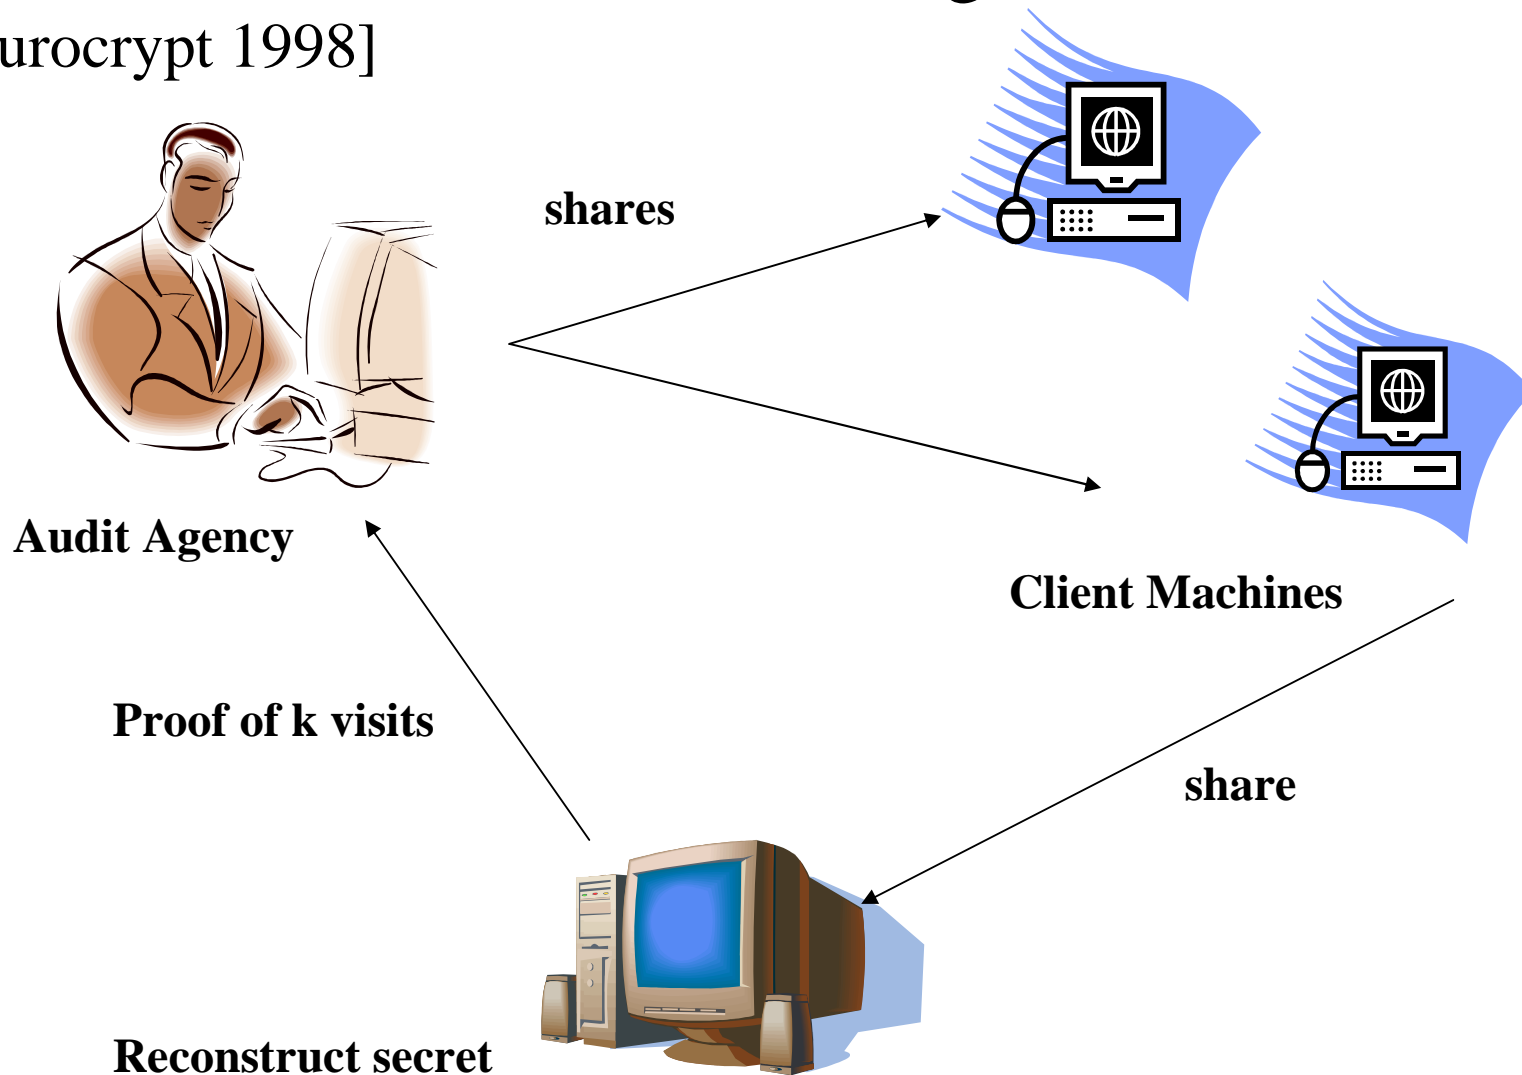 urocrypt 1998]
shares
Audit Agency
Client Machines
Proof of k visits
share
Reconstruct secret